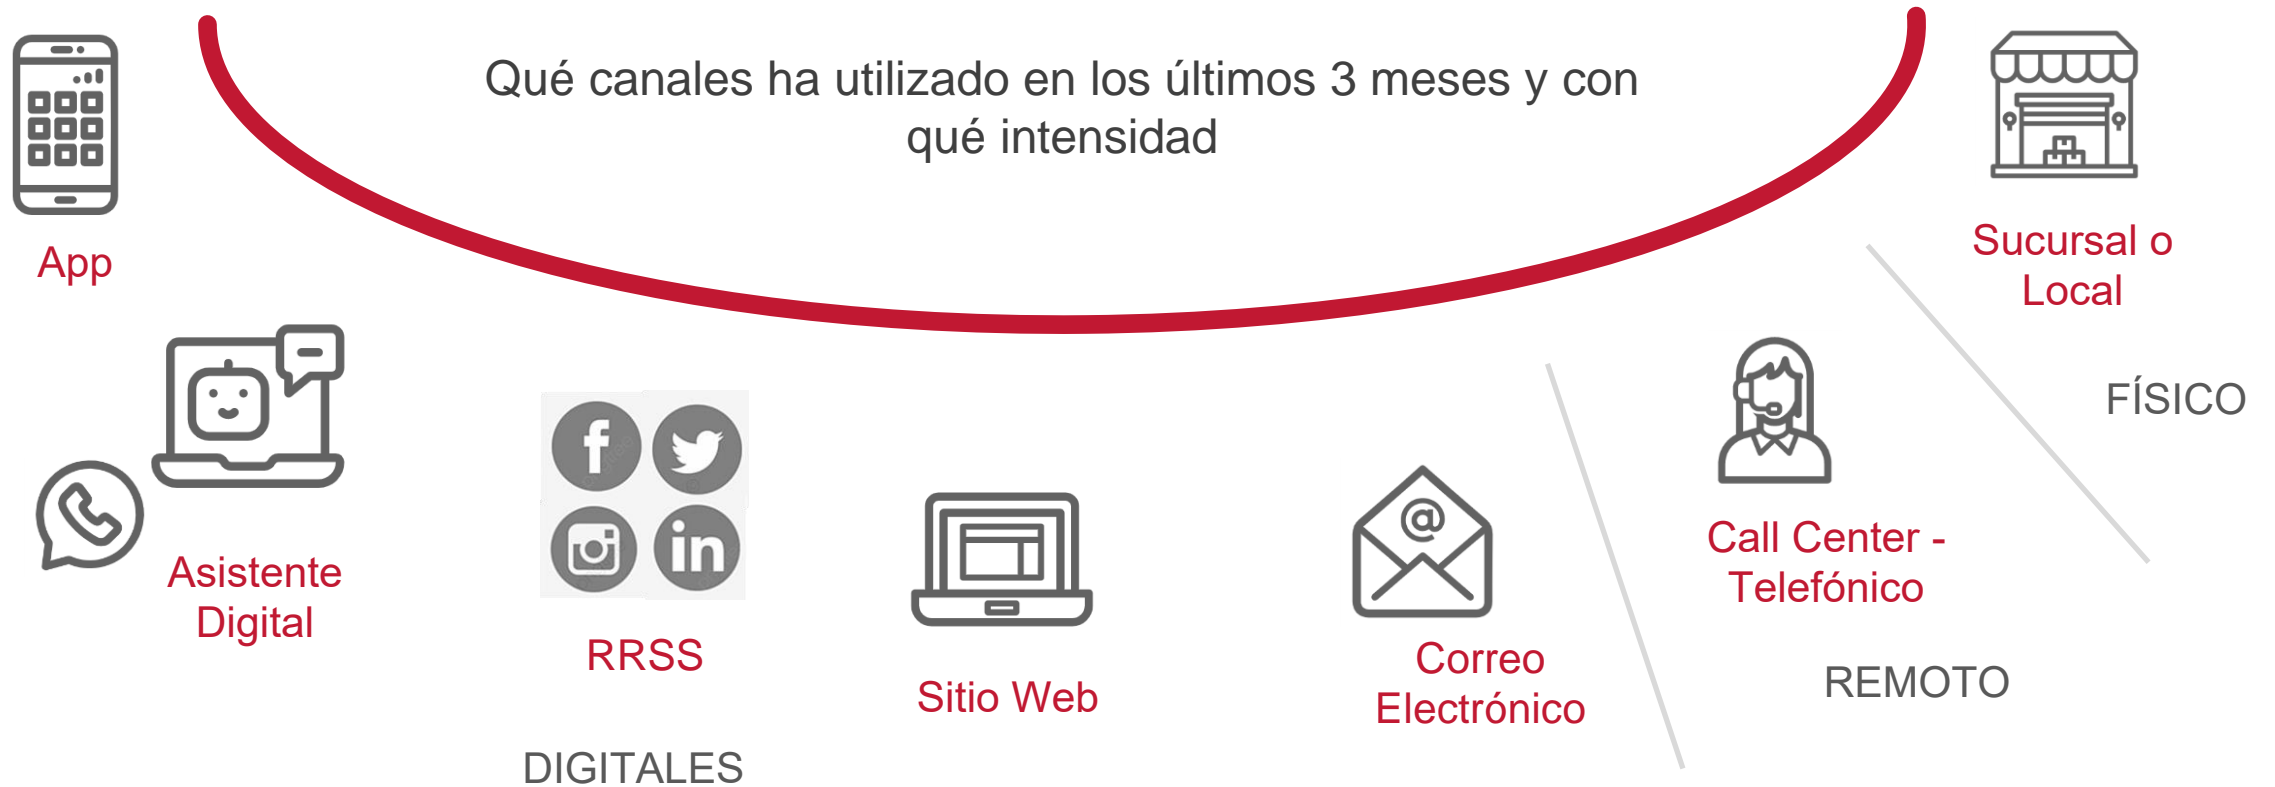 Qué canales ha utilizado en los últimos 3 meses y con
qué intensidad
App
Asistente
Digital
RRSS
Sitio Web
Correo
Electrónico
DIGITALES
Call Center -
Telefónico
REMOTO
Sucursal o
Local
FÍSICO